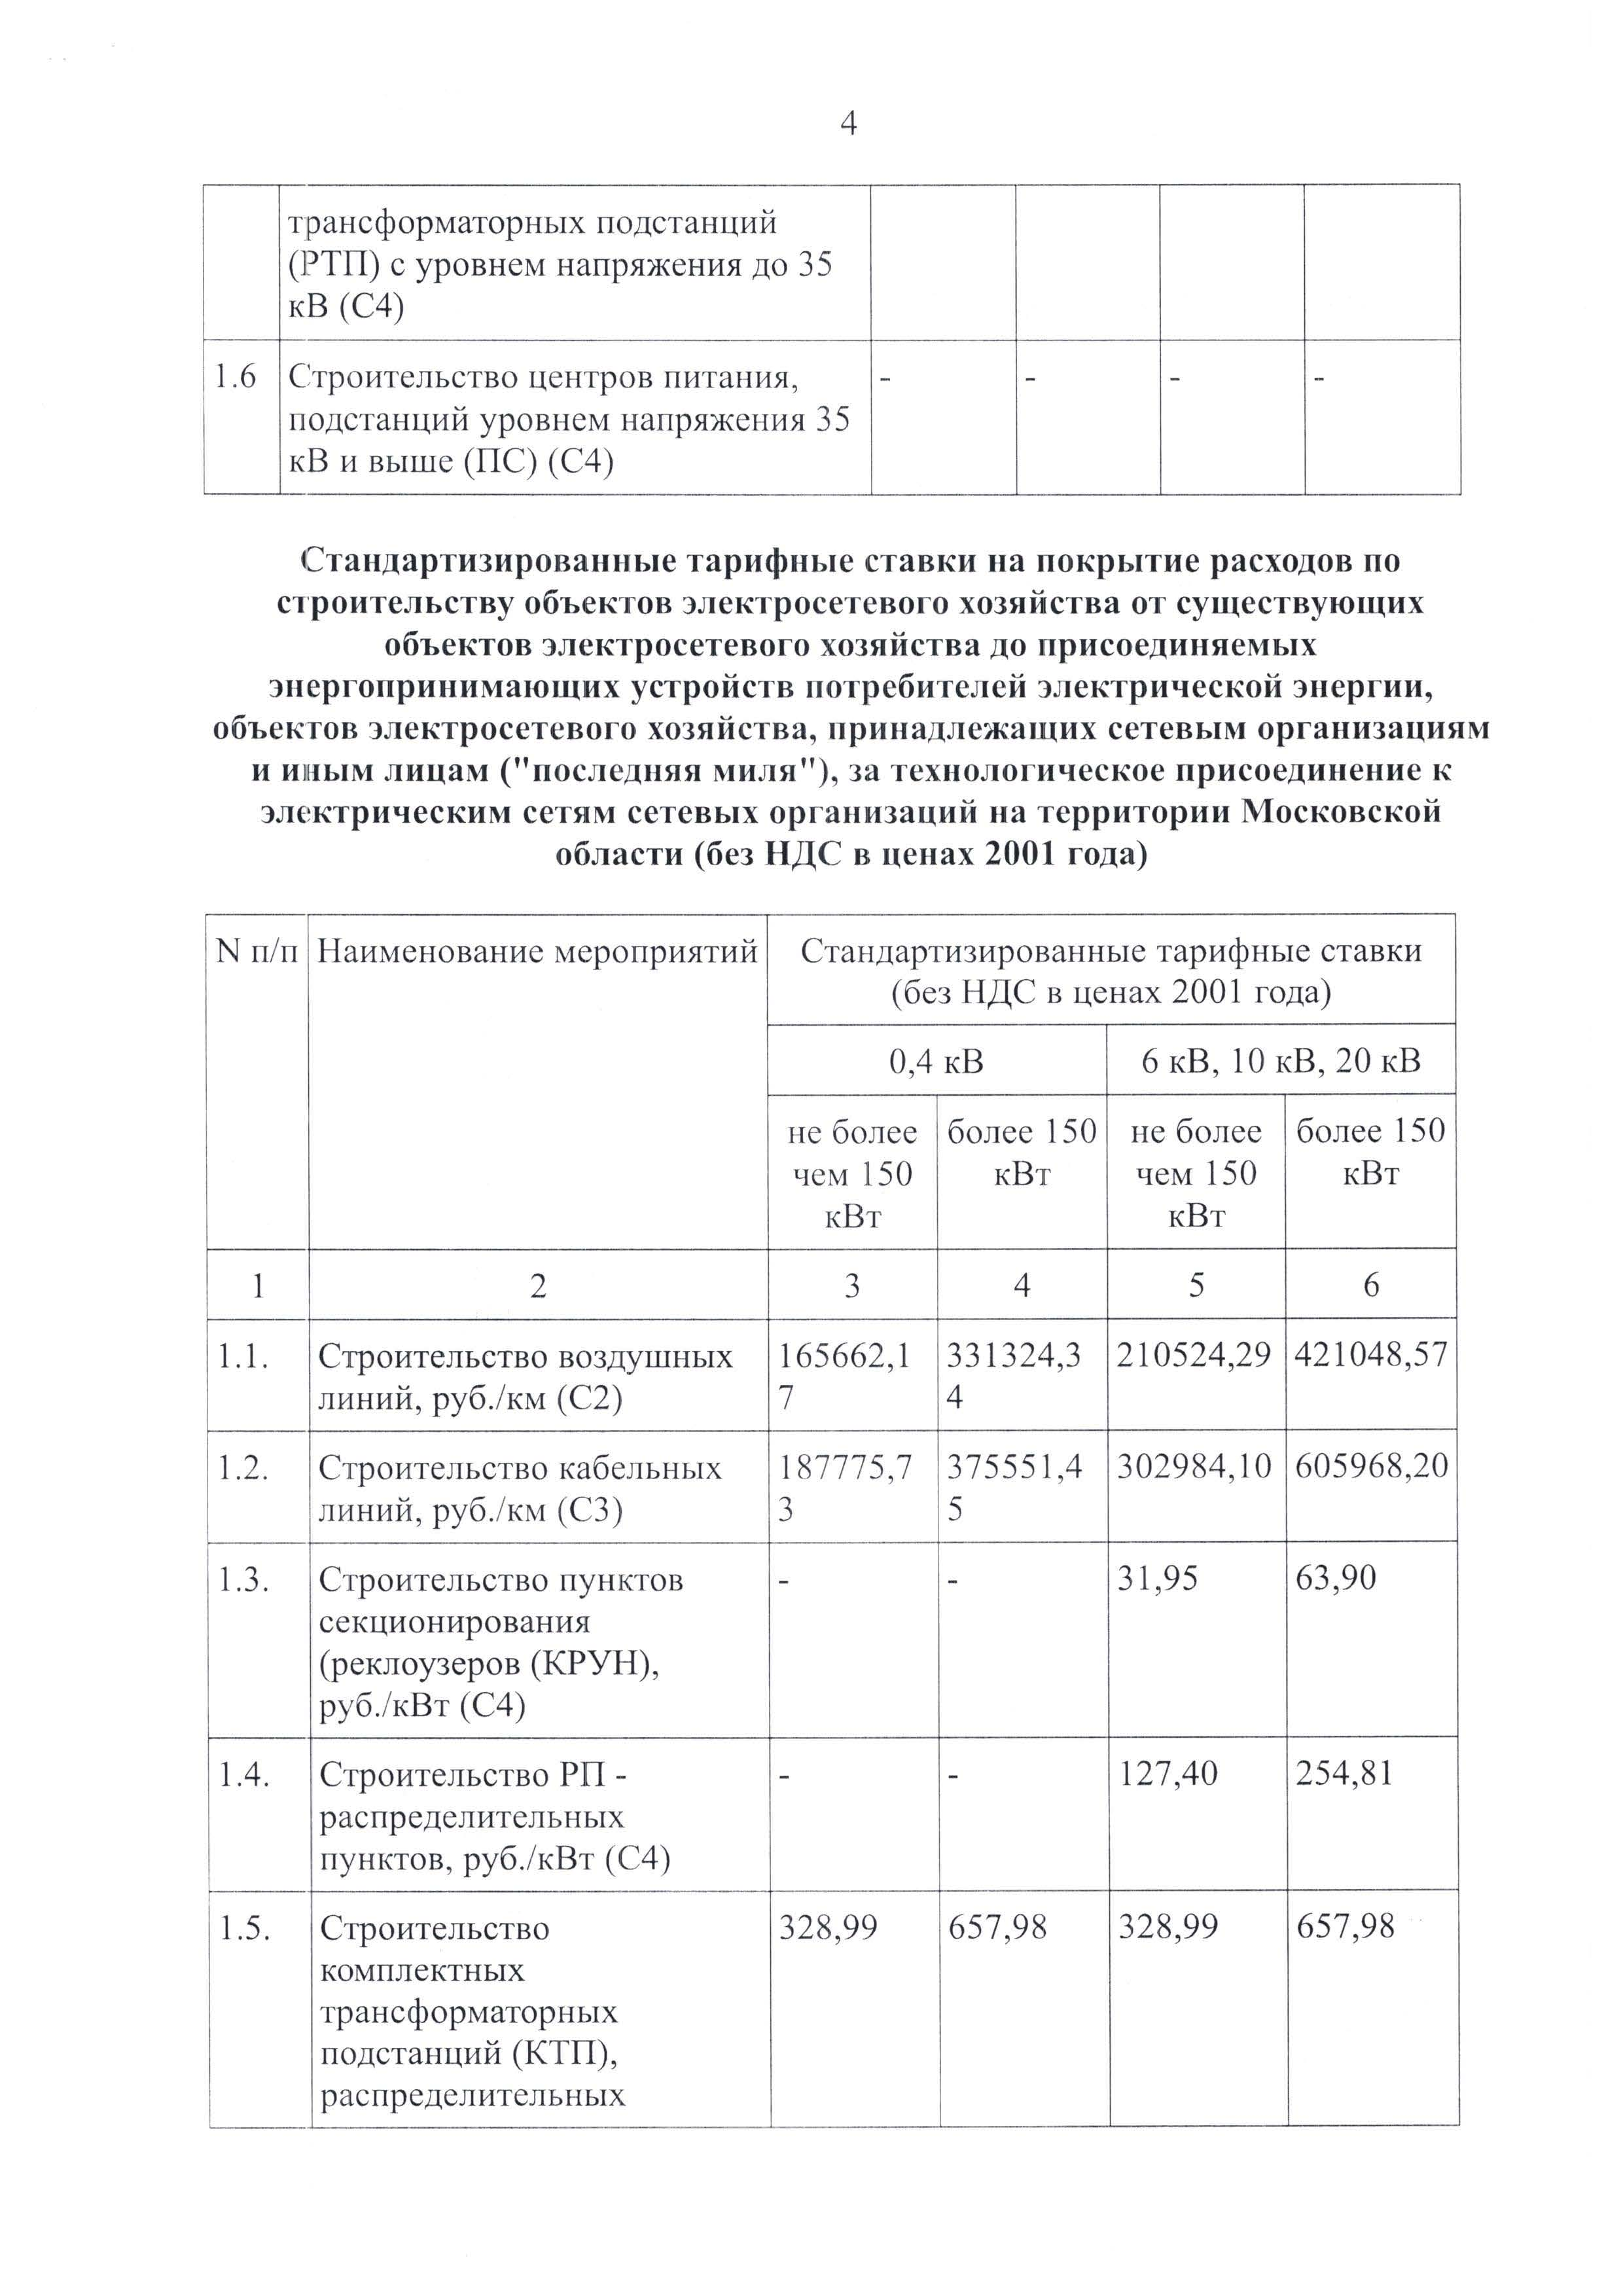 4
трансформаторных подстанций
(РТП) с уровнем напряжения до 35
кВ (С4)
1.6 Строительство центров питания, - - - -
подстанций уровнем напряжения 35
кВ и выше (ПС) (С4)
Стандартизированные тарифные ставки на покрытие расходов по
строительству объектов электросетевого хозяйства от существующих
объектов электросетевого хозяйства до присоединяемых
энергопринимающих устройств потребителей электрической энергии,
объектов электросетевого хозяйства, принадлежащих сетевым организациям
и иным лицам ("последняя миля"), за технологическое присоединение к
электрическим сетям сетевых организаций на территории Московской
области (без НДС в ценах 2001 года)
N п/п Наименование мероприятий Стандартизированные тарифные ставки
(без НДС в ценах 2001 года)
0,4 кВ 6 кВ, 10 кВ, 20 кВ
не более более 150 не более более 150
чем 150 кВт чем 150 кВт
кВт кВт
1 2 3 4 5 6
1.1. Строительство воздушных 165662,1 331324,3 210524,29 421048,57
линий, руб./км (С2) 7 4
1.2. Строительство кабельных 187775,7 375551,4 302984,10 605968,20
линий, руб./км (С3) 3 5
1.3. Строительство пунктов - - 31,95 63,90
секционирования
(реклоузеров (КРУН),
руб./кВт (С4)
1.4. Строительство РП - - - 127,40 254,81
распределительных
пунктов, руб./кВт (С4)
1.5. Строительство 328,99 657,98 328,99 657,98
комплектных
трансформаторных
подстанций (КТП),
распределительных